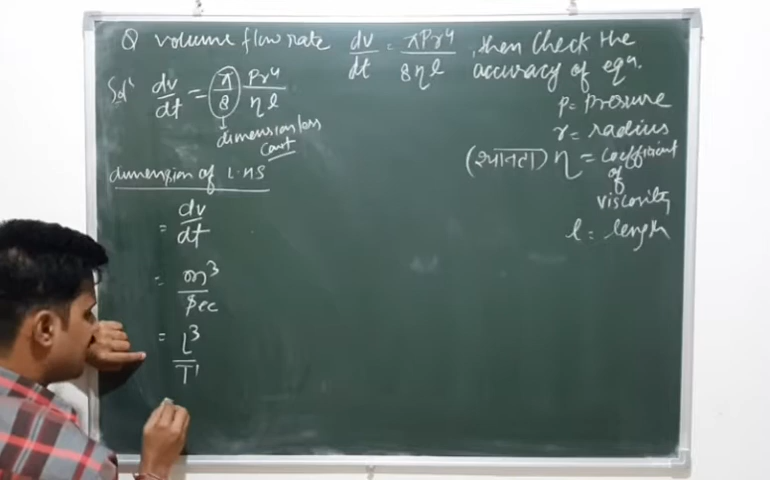 Q volume flow rate dv/dt = πPr⁴/8ηl , then check the accuracy of eqn.
Solⁿ dv/dt = π/8 Pr⁴/ηl
dimensionless
Const
P = Pressure
r = radius
(श्यानता) η = coefficient of viscosity
l = length
dimension of L.H.S
= dv/dt
= m³/sec
= L³/T¹